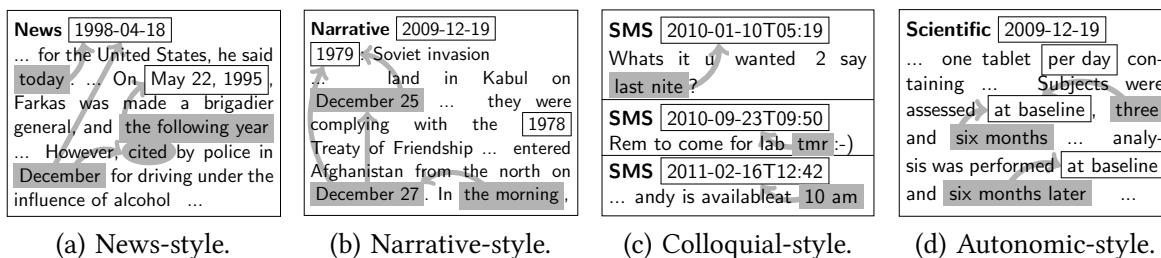 News 1998-04-18
... for the United States, he said
today. ... On May 22, 1995,
Farkas was made a brigadier
general, and the following year
... However, cited by police in
December for driving under the
influence of alcohol ...
(a) News-style.
Narrative 2009-12-19
1979: Soviet invasion
... land in Kabul on
December 25 ... they were
complying with the 1978
Treaty of Friendship ... entered
Afghanistan from the north on
December 27. In the morning,
(b) Narrative-style.
SMS 2010-01-10T05:19
Whats it u wanted 2 say
last nite?
SMS 2010-09-23T09:50
Rem to come for lab tmr :-)
SMS 2011-02-16T12:42
... andy is availableat 10 am
(c) Colloquial-style.
Scientific 2009-12-19
... one tablet per day con-
taining ... Subjects were
assessed at baseline, three
and six months ... analy-
sis was performed at baseline
and six months later ...
(d) Autonomic-style.